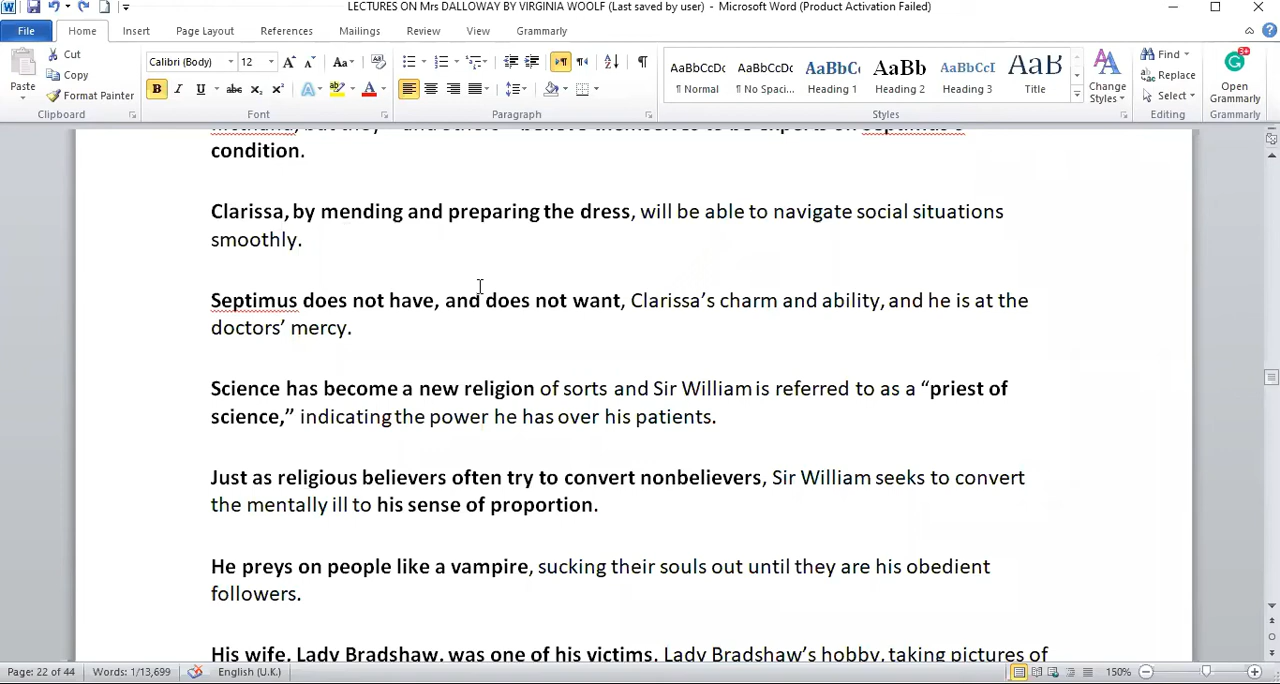 LECTURES ON Mrs DALLOWAY BY VIRGINIA WOOLF (Last saved by user) - Microsoft Word (Product Activation Failed)
File Home Insert Page Layout References Mailings Review View Grammarly
Cut
Copy
Format Painter
Paste
Clipboard
Calibri (Body) 12
Font
Paragraph
AaBbCcDc AaBbCcDc AaBbC AaBb AaBbCcI AaB
¶ Normal ¶ No Spaci... Heading 1 Heading 2 Heading 3 Title
Change Styles
Styles
Find
Replace
Select
Editing
Open Grammarly
Grammarly
believe themselves to be experts on Septimus's
condition.
Clarissa, by mending and preparing the dress, will be able to navigate social situations
smoothly.
Septimus does not have, and does not want, Clarissa’s charm and ability, and he is at the
doctors’ mercy.
Science has become a new religion of sorts and Sir William is referred to as a “priest of
science,” indicating the power he has over his patients.
Just as religious believers often try to convert nonbelievers, Sir William seeks to convert
the mentally ill to his sense of proportion.
He preys on people like a vampire, sucking their souls out until they are his obedient
followers.
His wife, Lady Bradshaw, was one of his victims. Lady Bradshaw’s hobby, taking pictures of
Page: 22 of 44 Words: 1/13,699 English (U.K.) 150%